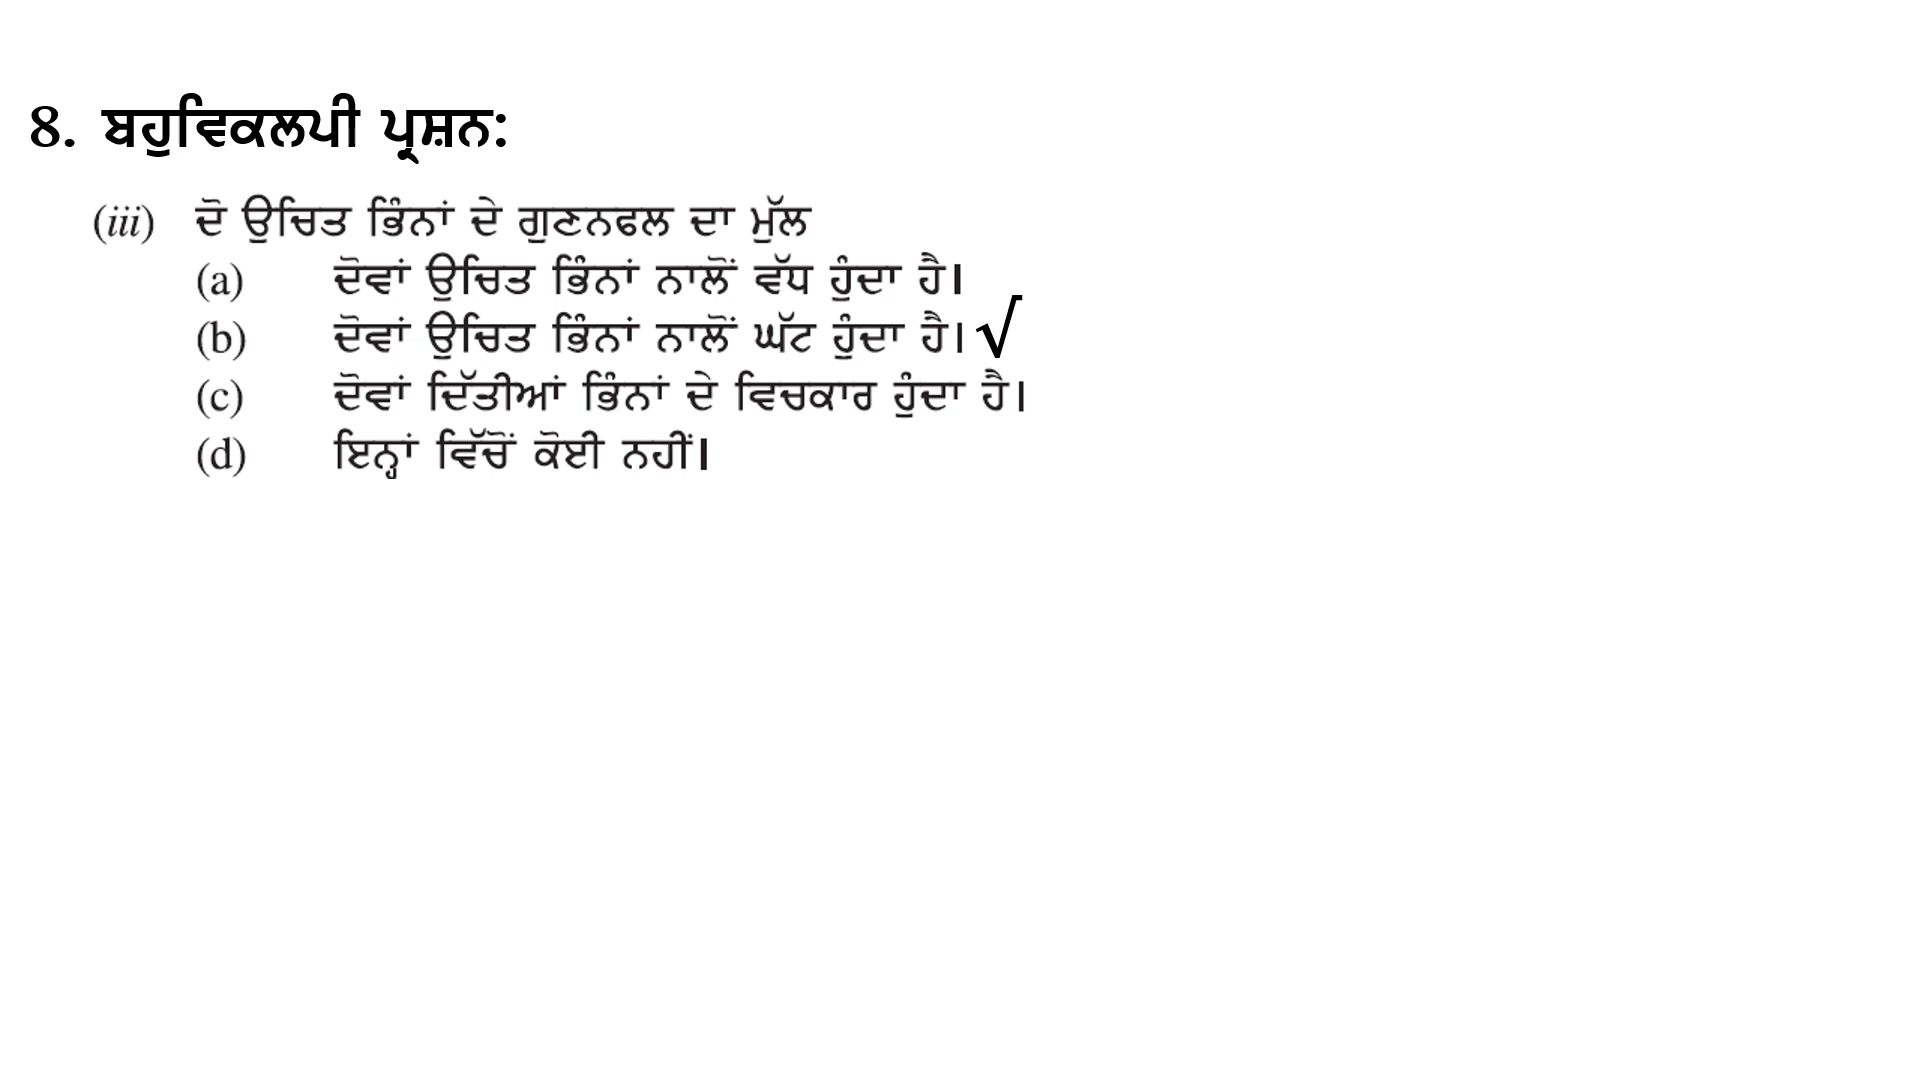 8. ਬਹੁਵਿਕਲਪੀ ਪ੍ਰਸ਼ਨ:
(iii) ਦੋ ਉਚਿਤ ਭਿੰਨਾਂ ਦੇ ਗੁਣਨਫਲ ਦਾ ਮੁੱਲ
(a) ਦੋਵਾਂ ਉਚਿਤ ਭਿੰਨਾਂ ਨਾਲੋਂ ਵੱਧ ਹੁੰਦਾ ਹੈ।
(b) ਦੋਵਾਂ ਉਚਿਤ ਭਿੰਨਾਂ ਨਾਲੋਂ ਘੱਟ ਹੁੰਦਾ ਹੈ। √
(c) ਦੋਵਾਂ ਦਿੱਤੀਆਂ ਭਿੰਨਾਂ ਦੇ ਵਿਚਕਾਰ ਹੁੰਦਾ ਹੈ।
(d) ਇਨ੍ਹਾਂ ਵਿੱਚੋਂ ਕੋਈ ਨਹੀਂ।